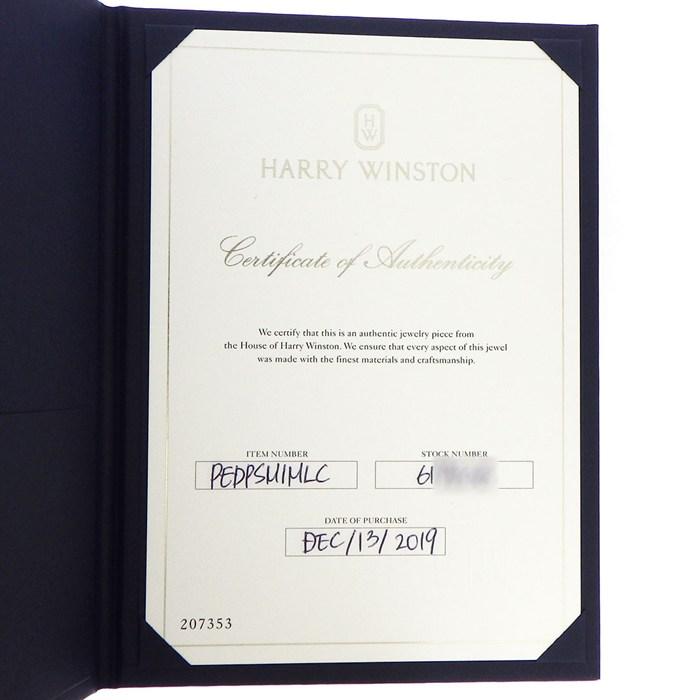 H
W
HARRY WINSTON
Certificate of Authenticity
We certify that this is an authentic jewelry piece from
the House of Harry Winston. We ensure that every aspect of this jewel
was made with the finest materials and craftsmanship.
ITEM NUMBER
PEDPSMIMLC
STOCK NUMBER
61
DATE OF PURCHASE
DEC/13/2019
207353